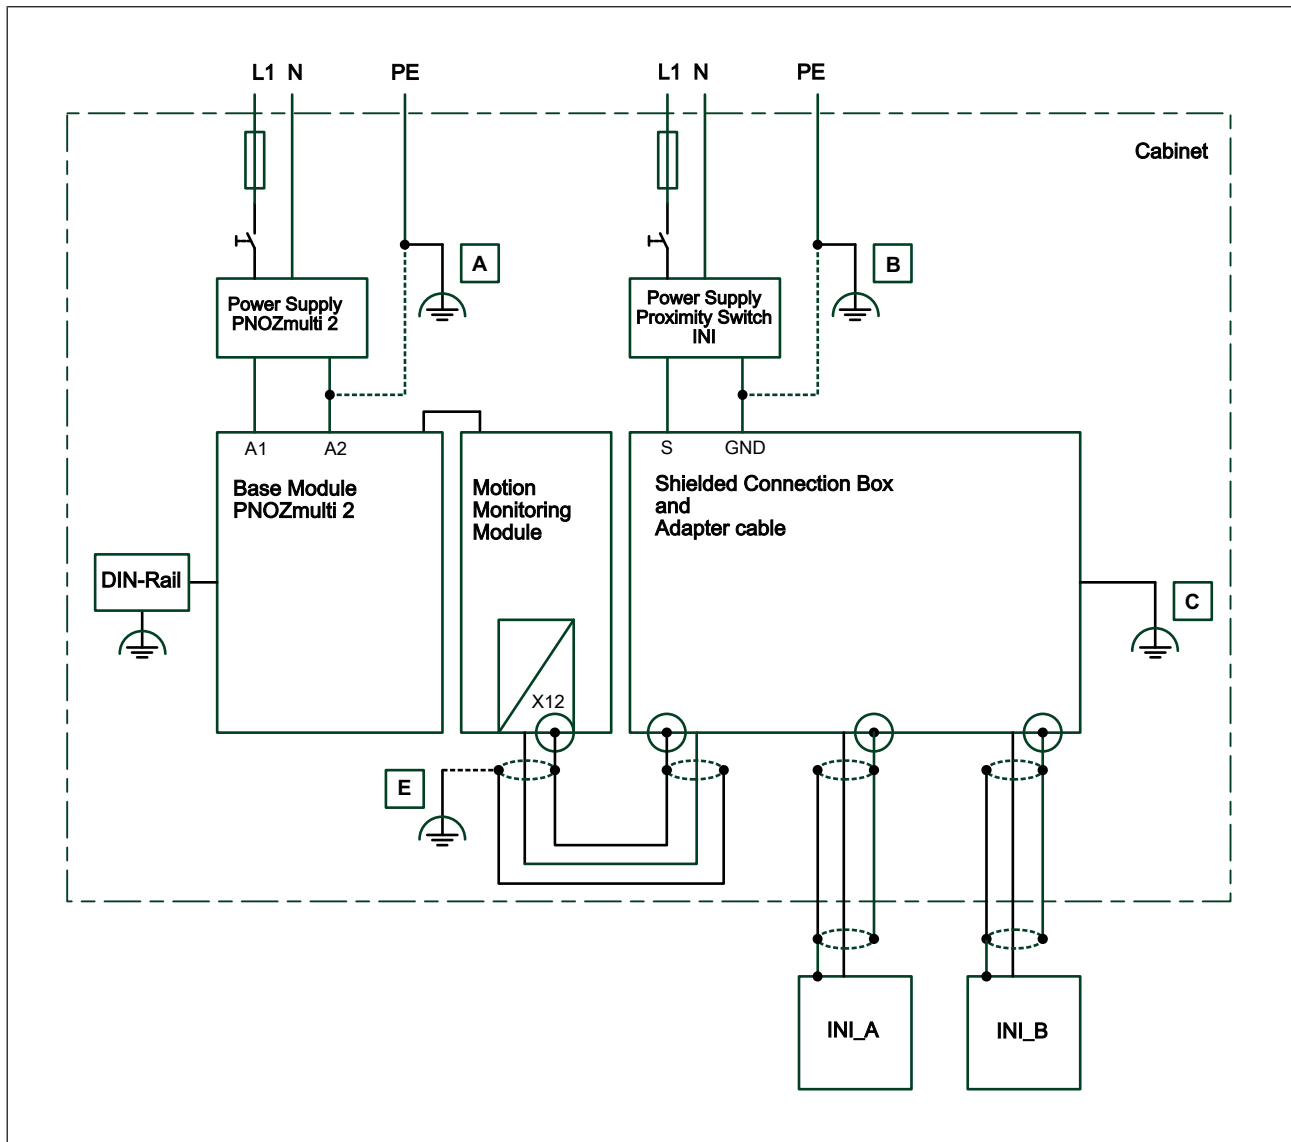 L1 N PE L1 N PE
Cabinet
A B
Power Supply
PNOZmulti 2
Power Supply
Proximity Switch
INI
A1 A2 S GND
Base Module
PNOZmulti 2
Motion
Monitoring
Module
Shielded Connection Box
and
Adapter cable
DIN-Rail
C
X12
E
INI_A INI_B